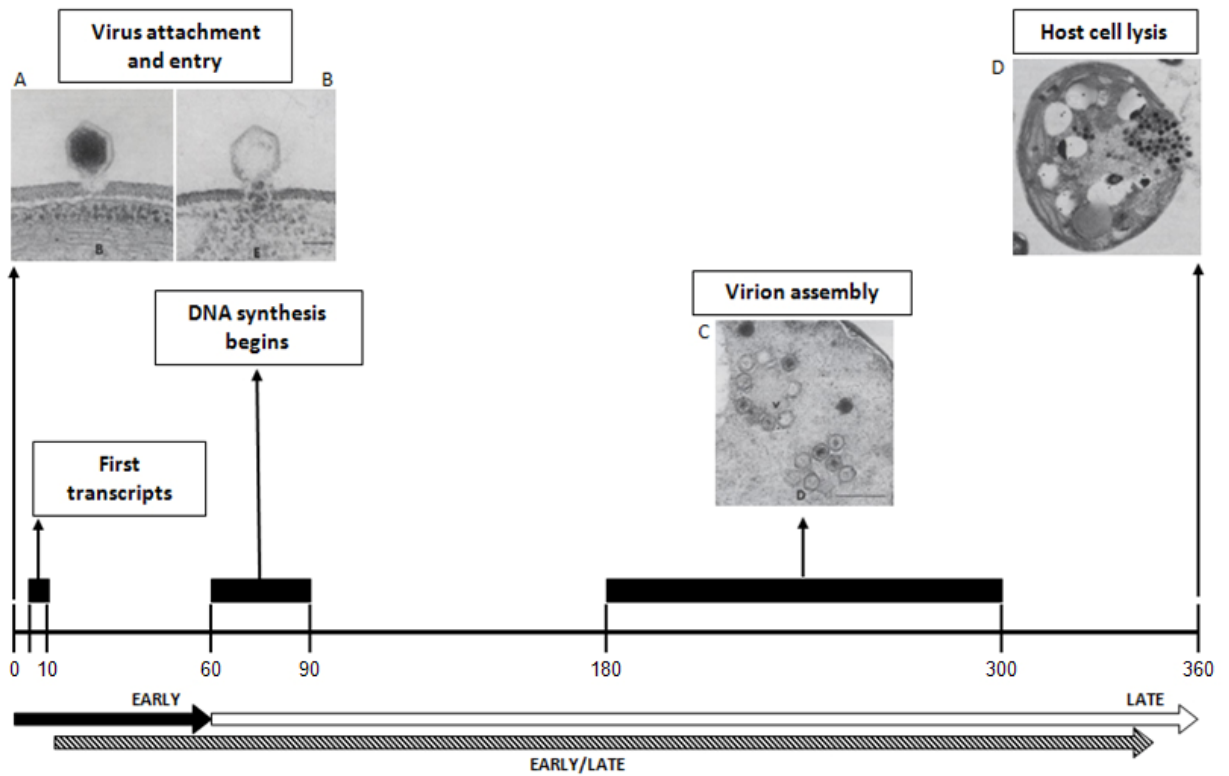 Virus attachment
and entry
Host cell lysis
A
B
D
B
E
DNA synthesis
begins
Virion assembly
C
V
D
First
transcripts
0
10
60
90
180
300
360
EARLY
LATE
EARLY/LATE